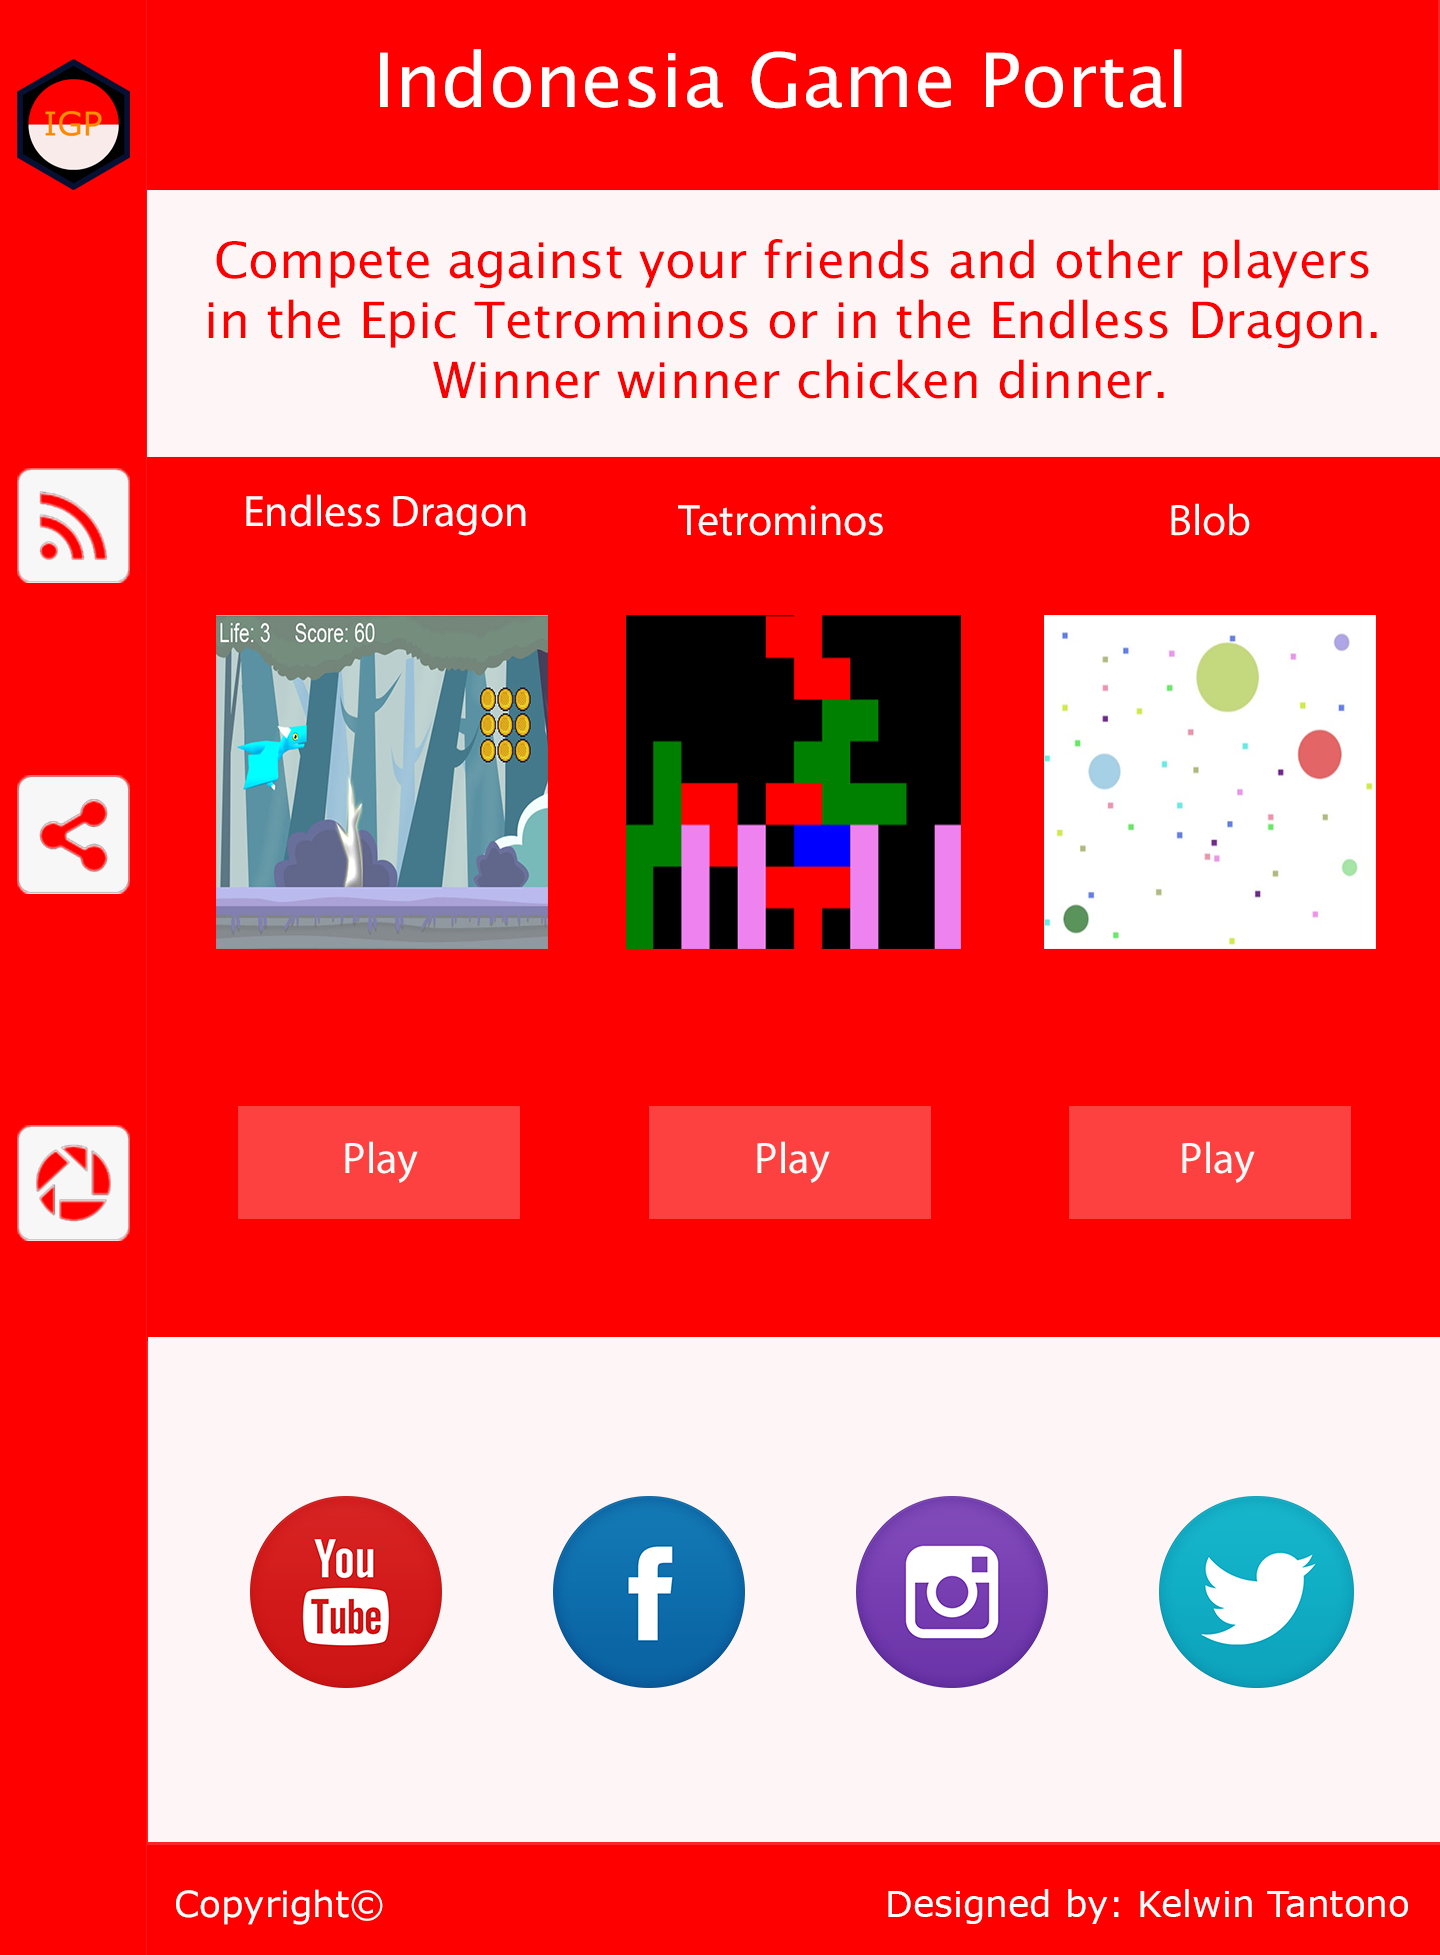 Indonesia Game Portal
IGP
Compete against your friends and other players
in the Epic Tetrominos or in the Endless Dragon.
Winner winner chicken dinner.
Endless Dragon
Tetrominos
Blob
Life: 3 Score: 60
Play
Play
Play
You
Tube
f
Copyright©
Designed by: Kelwin Tantono